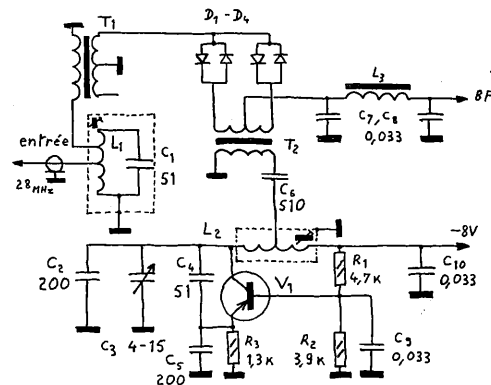 T1
D1 - D4
L3
BF
C7, C8
0,033
entrée
28 MHz
L1
C1
51
T2
C6
510
L2
-8V
C2
200
C3
4-15
C4
51
V1
R1
4,7K
C10
0,033
C5
200
R3
1,3K
R2
3,9K
C9
0,033